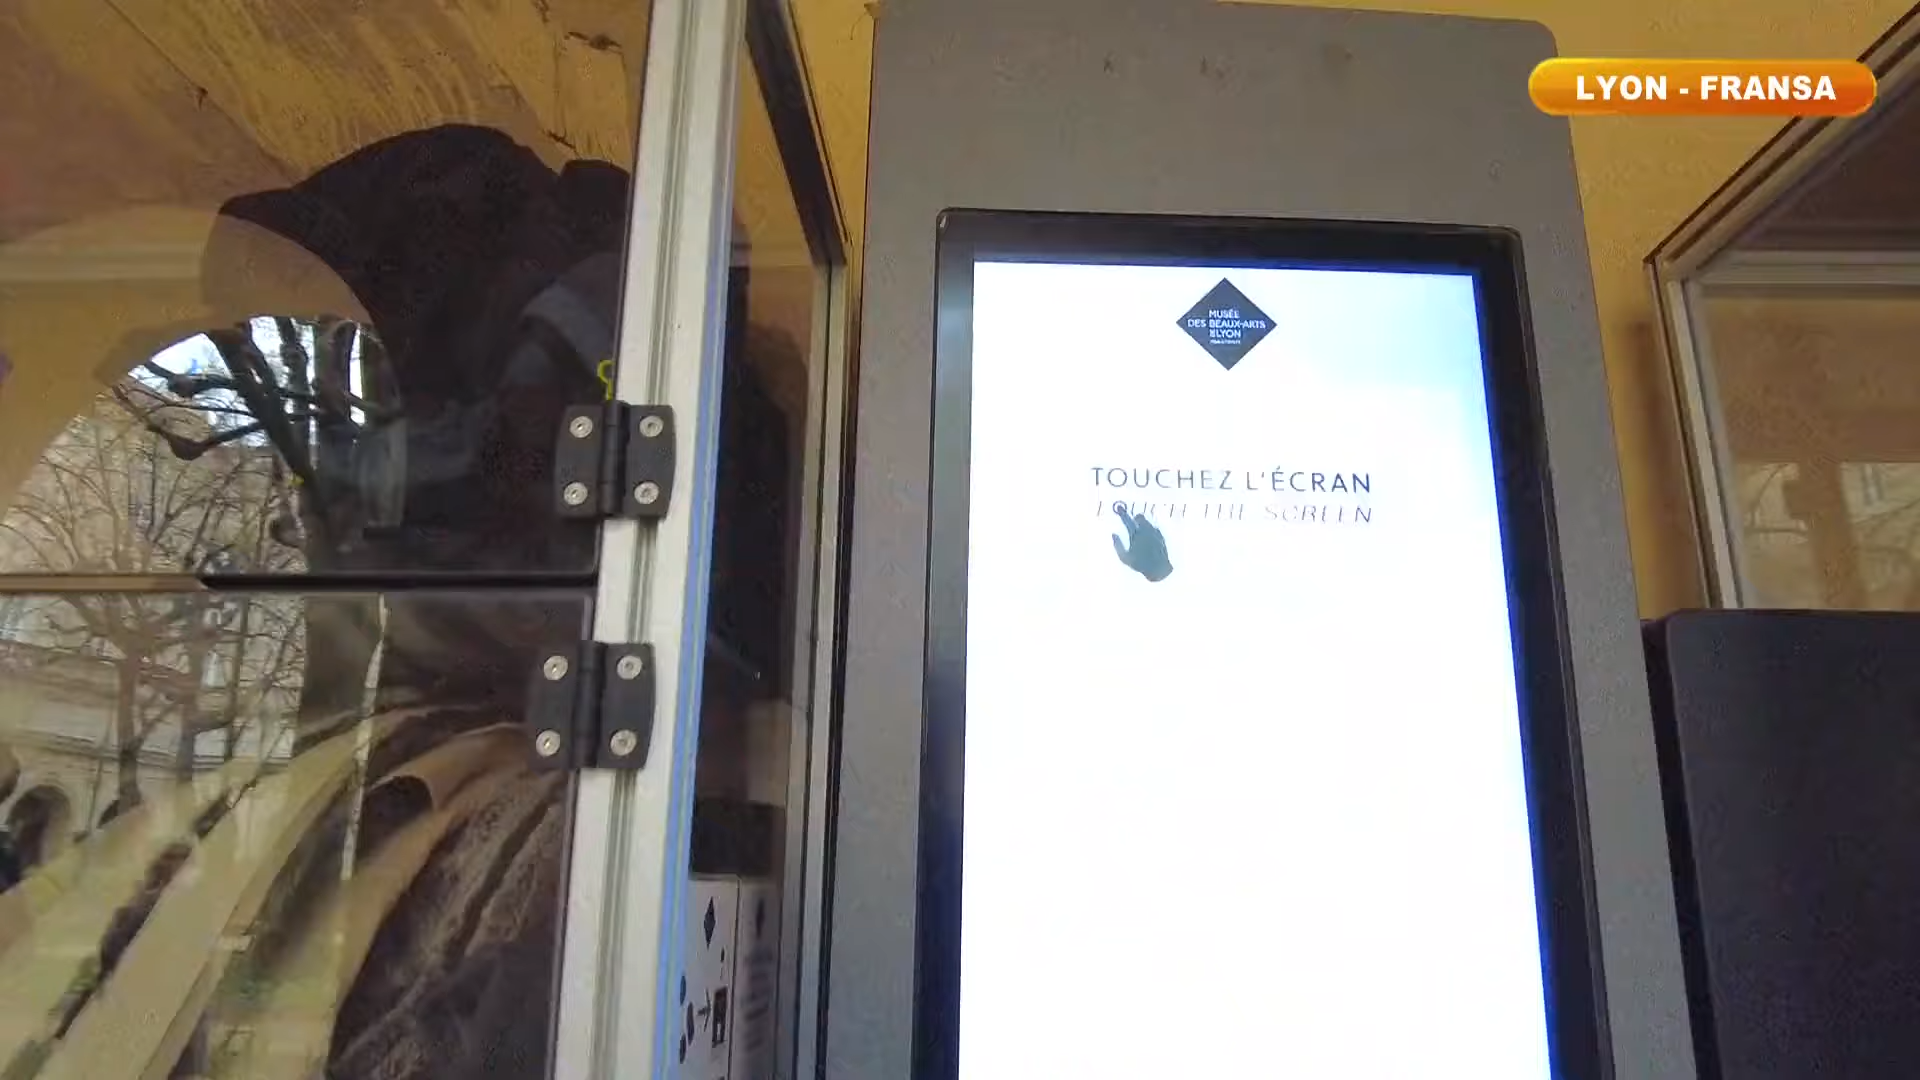 LYON - FRANSA
MUSÉE
DES BEAUX-ARTS
DE LYON
TOUCHEZ L'ÉCRAN
TOUCH THE SCREEN